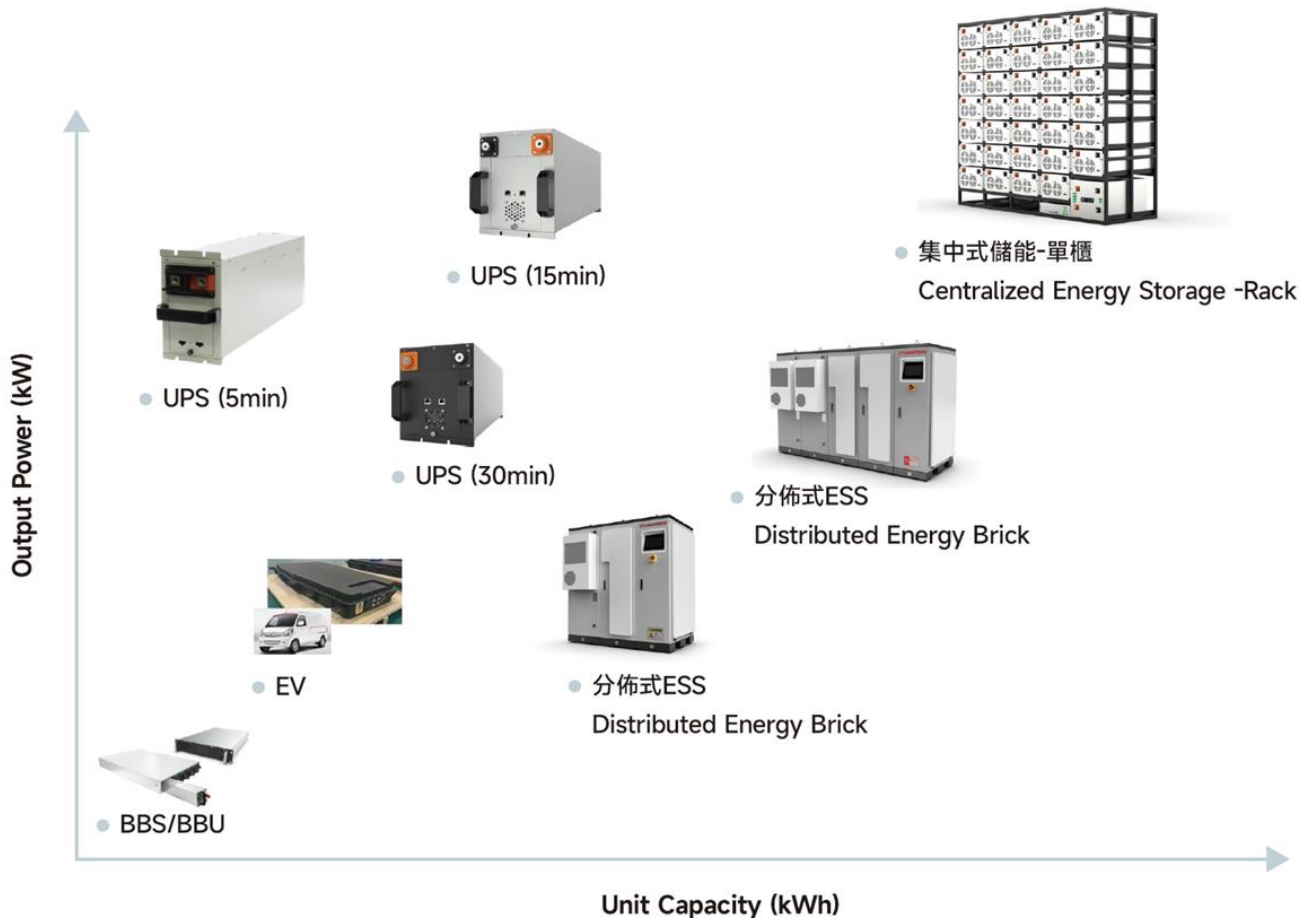 集中式儲能-單櫃
Centralized Energy Storage -Rack
UPS (15min)
UPS (5min)
UPS (30min)
分佈式ESS
Distributed Energy Brick
EV
分佈式ESS
Distributed Energy Brick
BBS/BBU
Output Power (kW)
Unit Capacity (kWh)